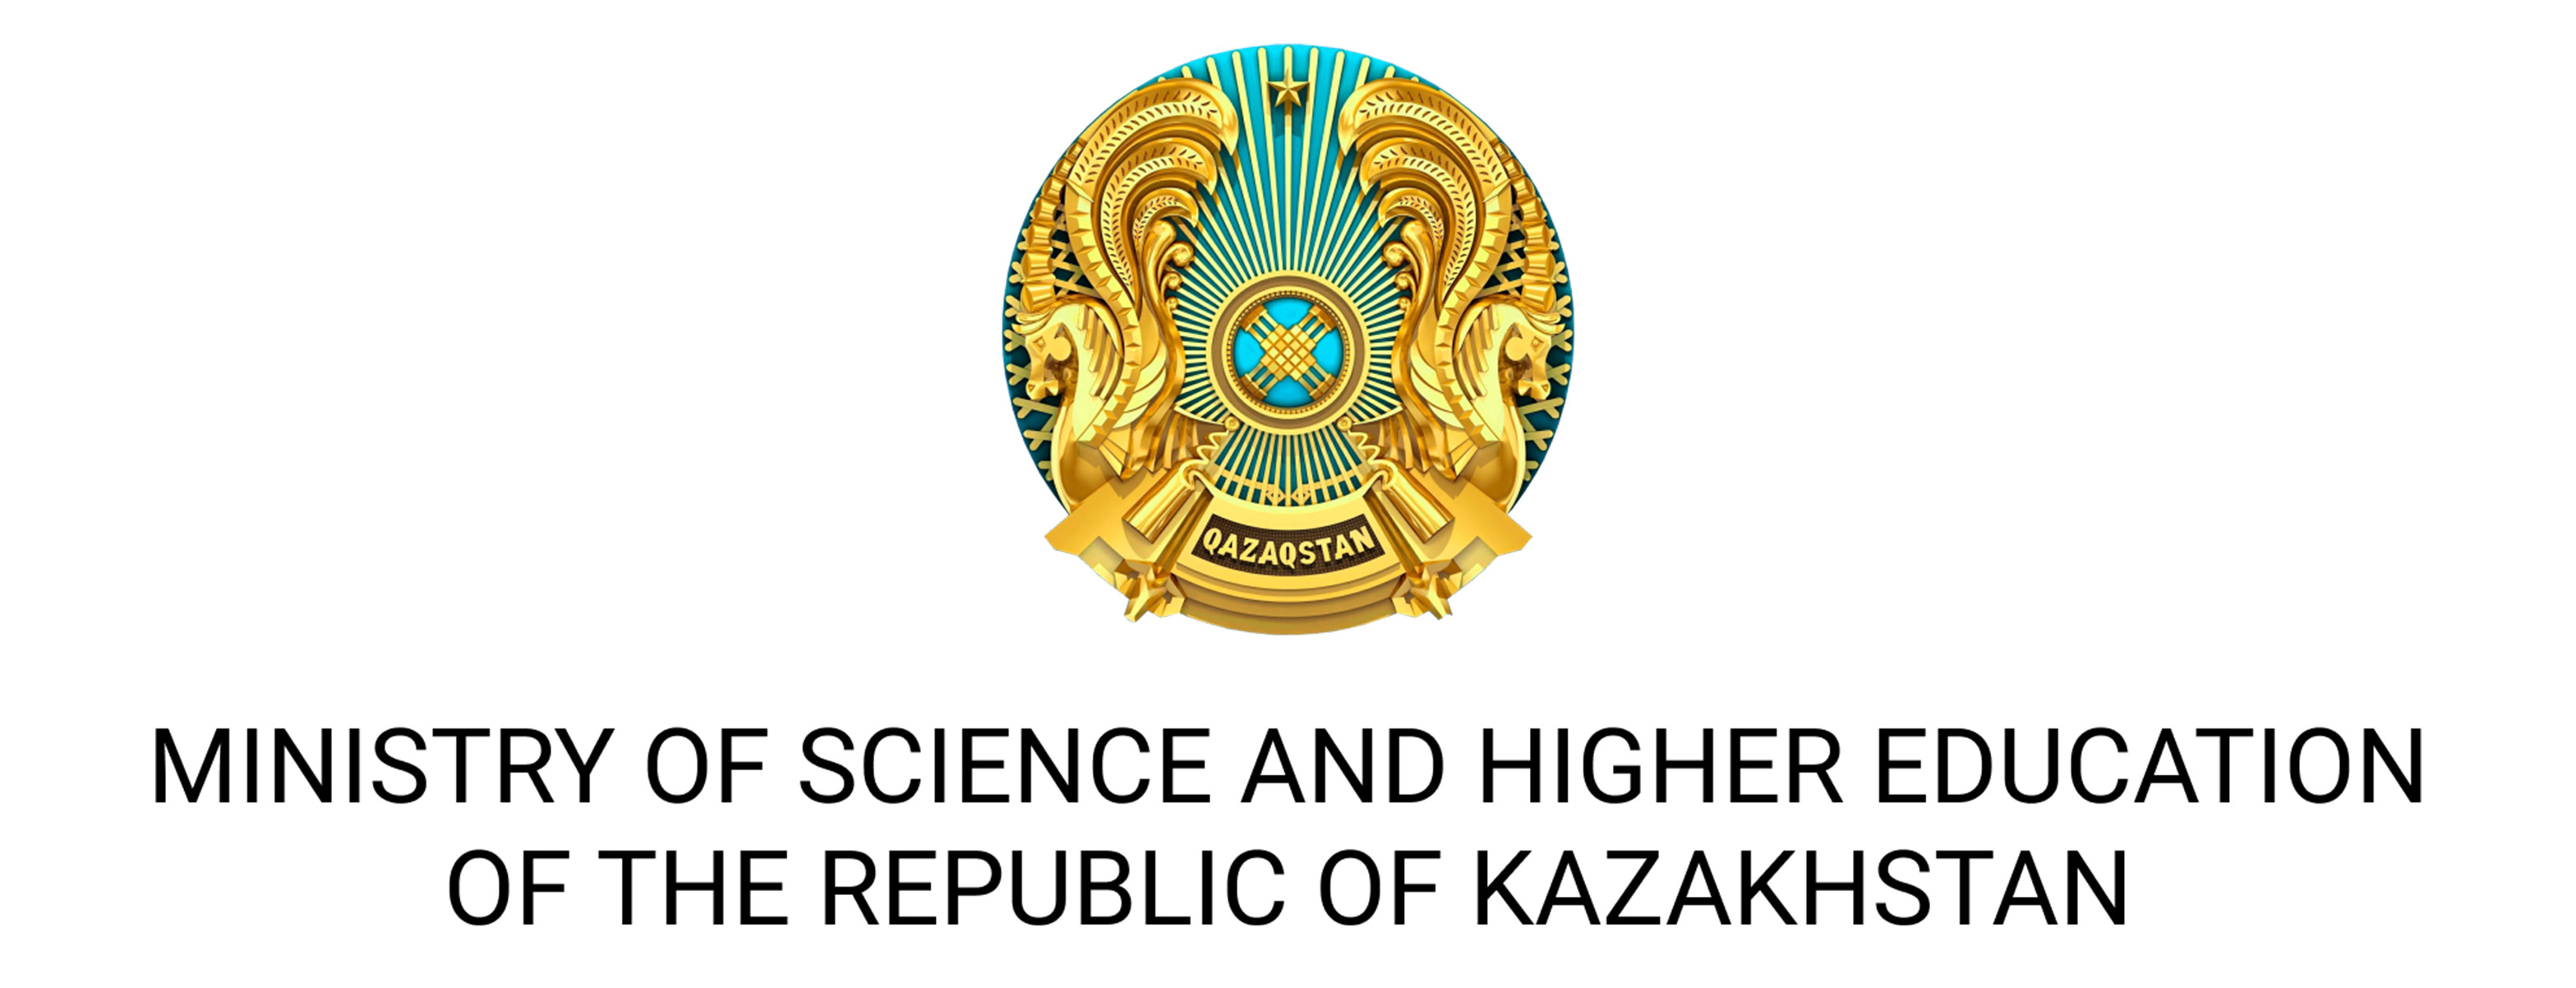 QAZAQSTAN
MINISTRY OF SCIENCE AND HIGHER EDUCATION
OF THE REPUBLIC OF KAZAKHSTAN